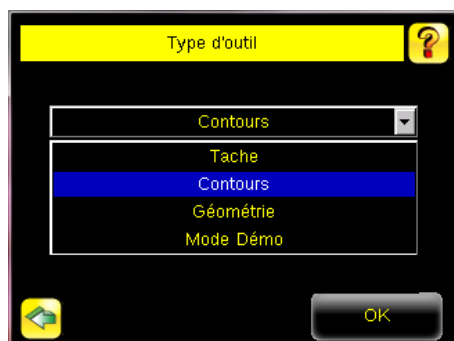 Type d'outil
?
Contours
Tache
Contours
Géométrie
Mode Démo
OK